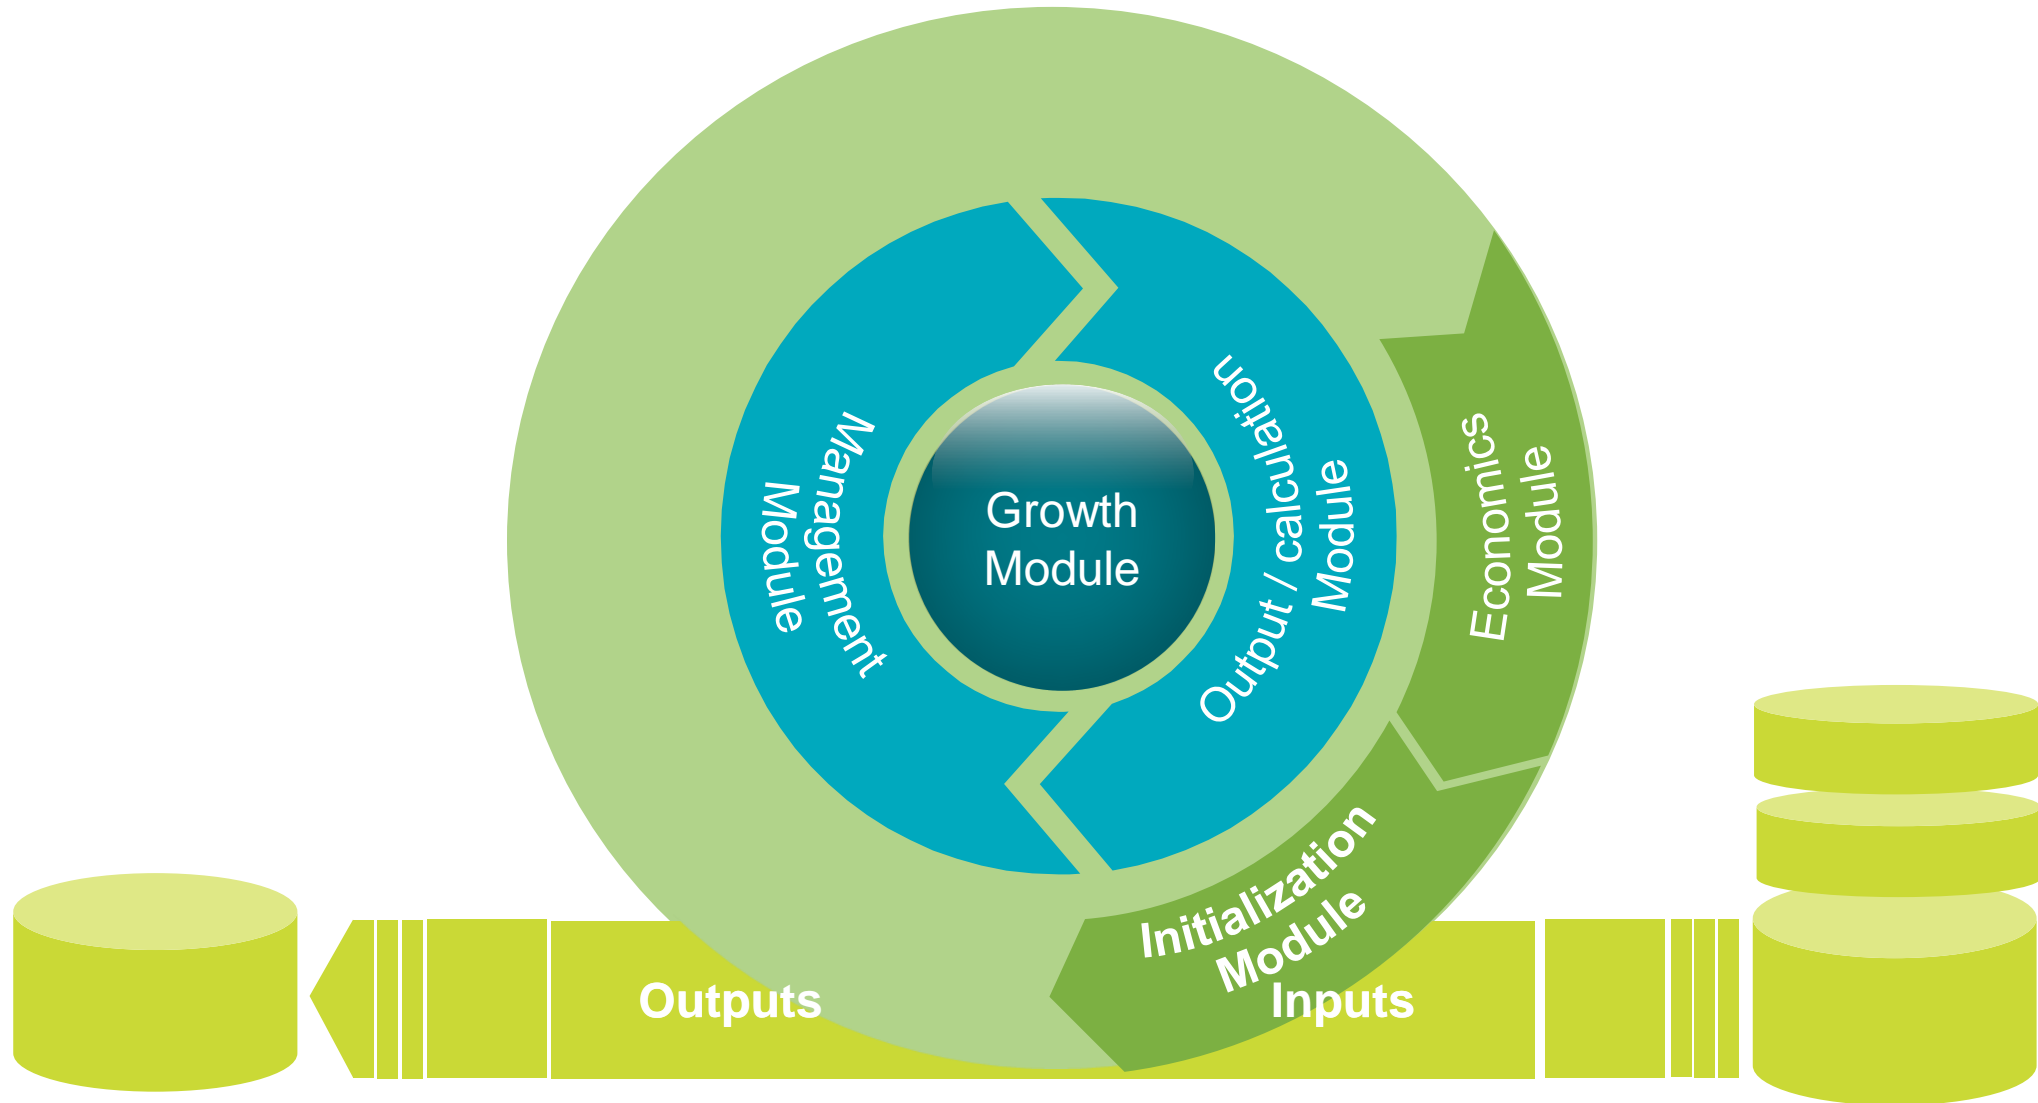 Growth
Module
Management
Module
Output / calculation
Module
Economics
Module
Initialization
Module
Outputs
Inputs